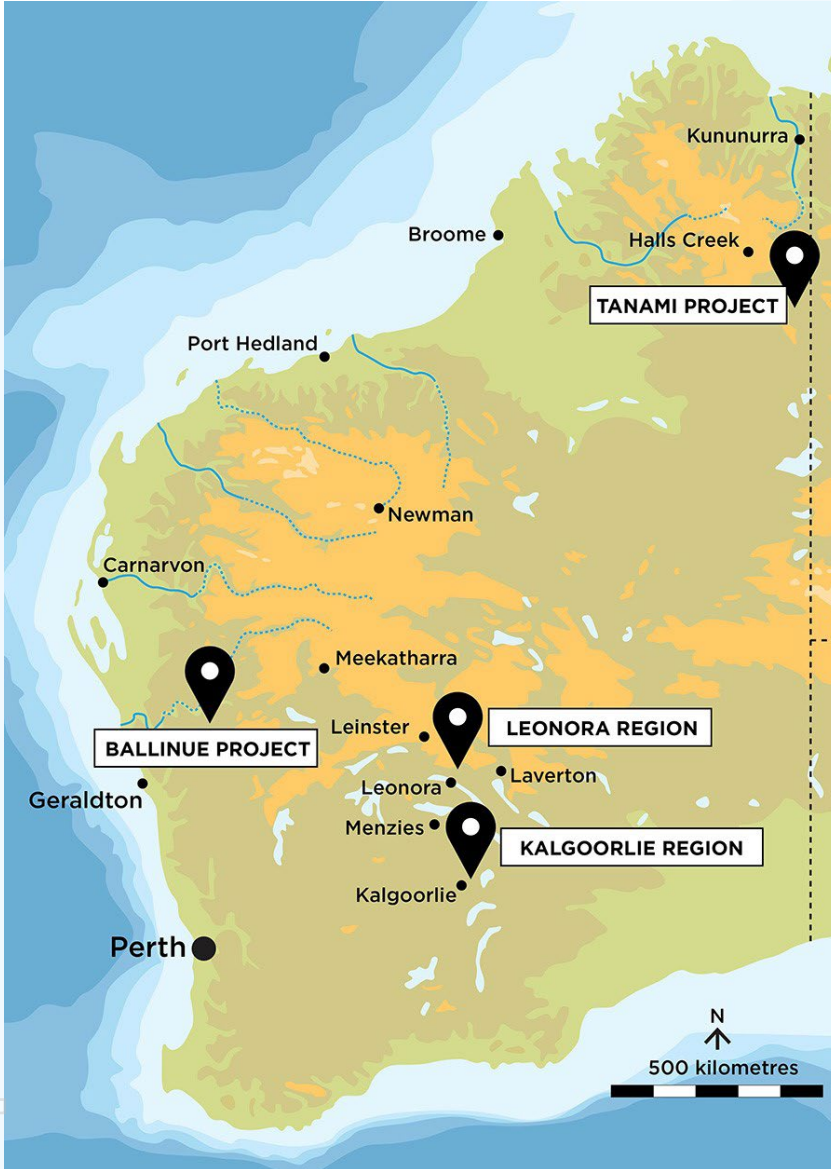 Kununurra
Broome
Halls Creek
TANAMI PROJECT
Port Hedland
Newman
Carnarvon
Meekatharra
LEONORA REGION
Leinster
BALLINUE PROJECT
Laverton
Leonora
Geraldton
Menzies
KALGOORLIE REGION
Kalgoorlie
Perth
N
500 kilometres